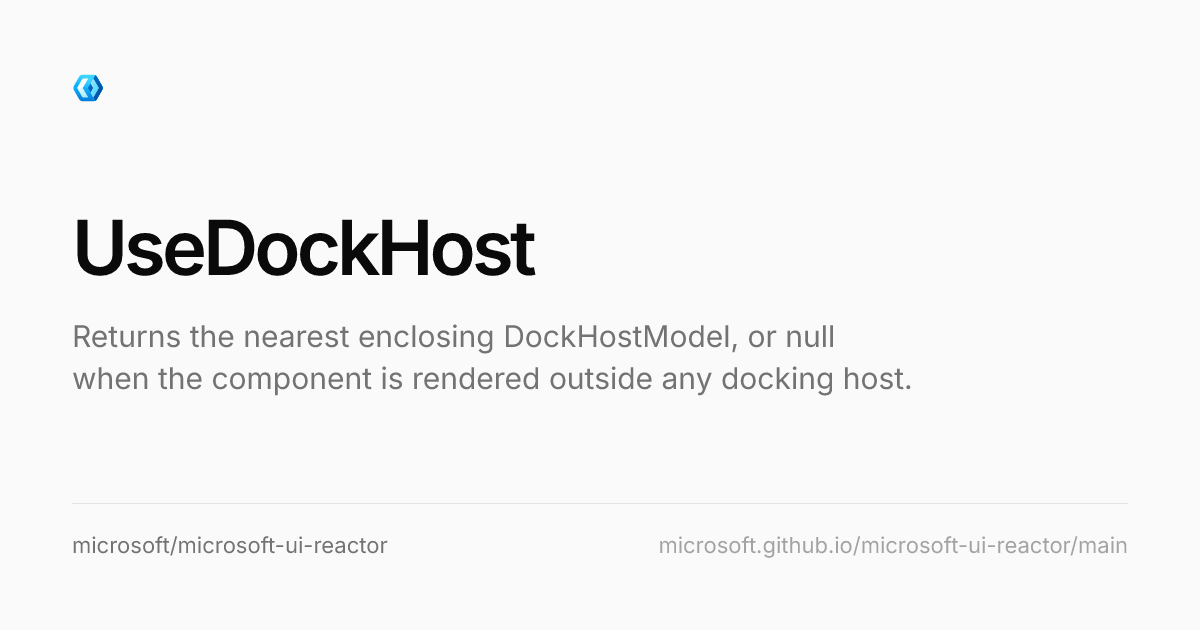 UseDockHost
Returns the nearest enclosing DockHostModel, or null
when the component is rendered outside any docking host.
microsoft/microsoft-ui-reactor
microsoft.github.io/microsoft-ui-reactor/main